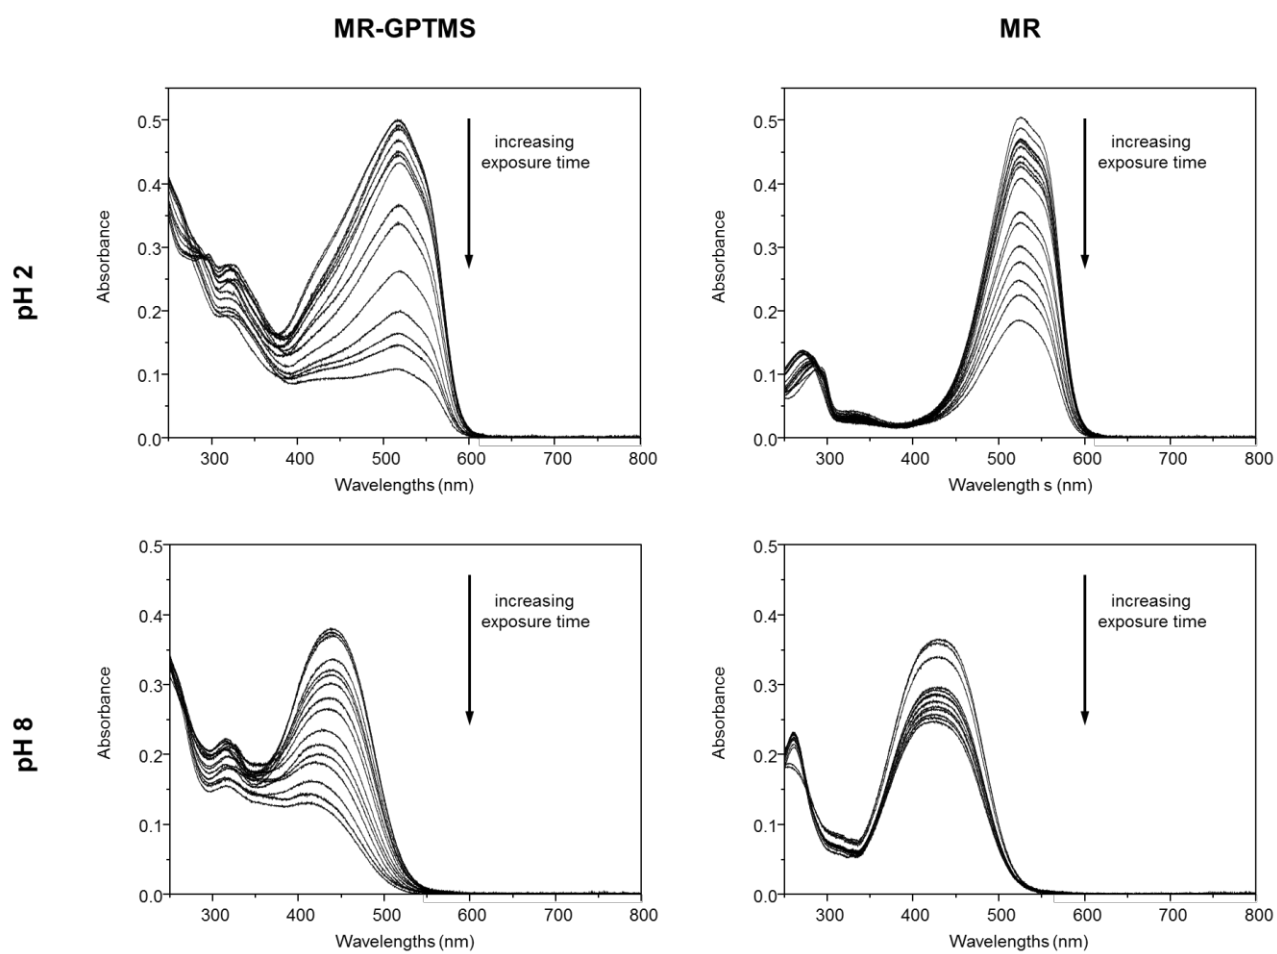 MR-GPTMS
MR
pH 2
Absorbance
0.5
0.4
0.3
0.2
0.1
0.0
increasing
exposure time
300 400 500 600 700 800
Wavelengths (nm)
Absorbance
0.5
0.4
0.3
0.2
0.1
0.0
increasing
exposure time
300 400 500 600 700 800
Wavelength s (nm)
pH 8
Absorbance
0.5
0.4
0.3
0.2
0.1
0.0
increasing
exposure time
300 400 500 600 700 800
Wavelengths (nm)
Absorbance
0.5
0.4
0.3
0.2
0.1
0.0
increasing
exposure time
300 400 500 600 700 800
Wavelengths (nm)